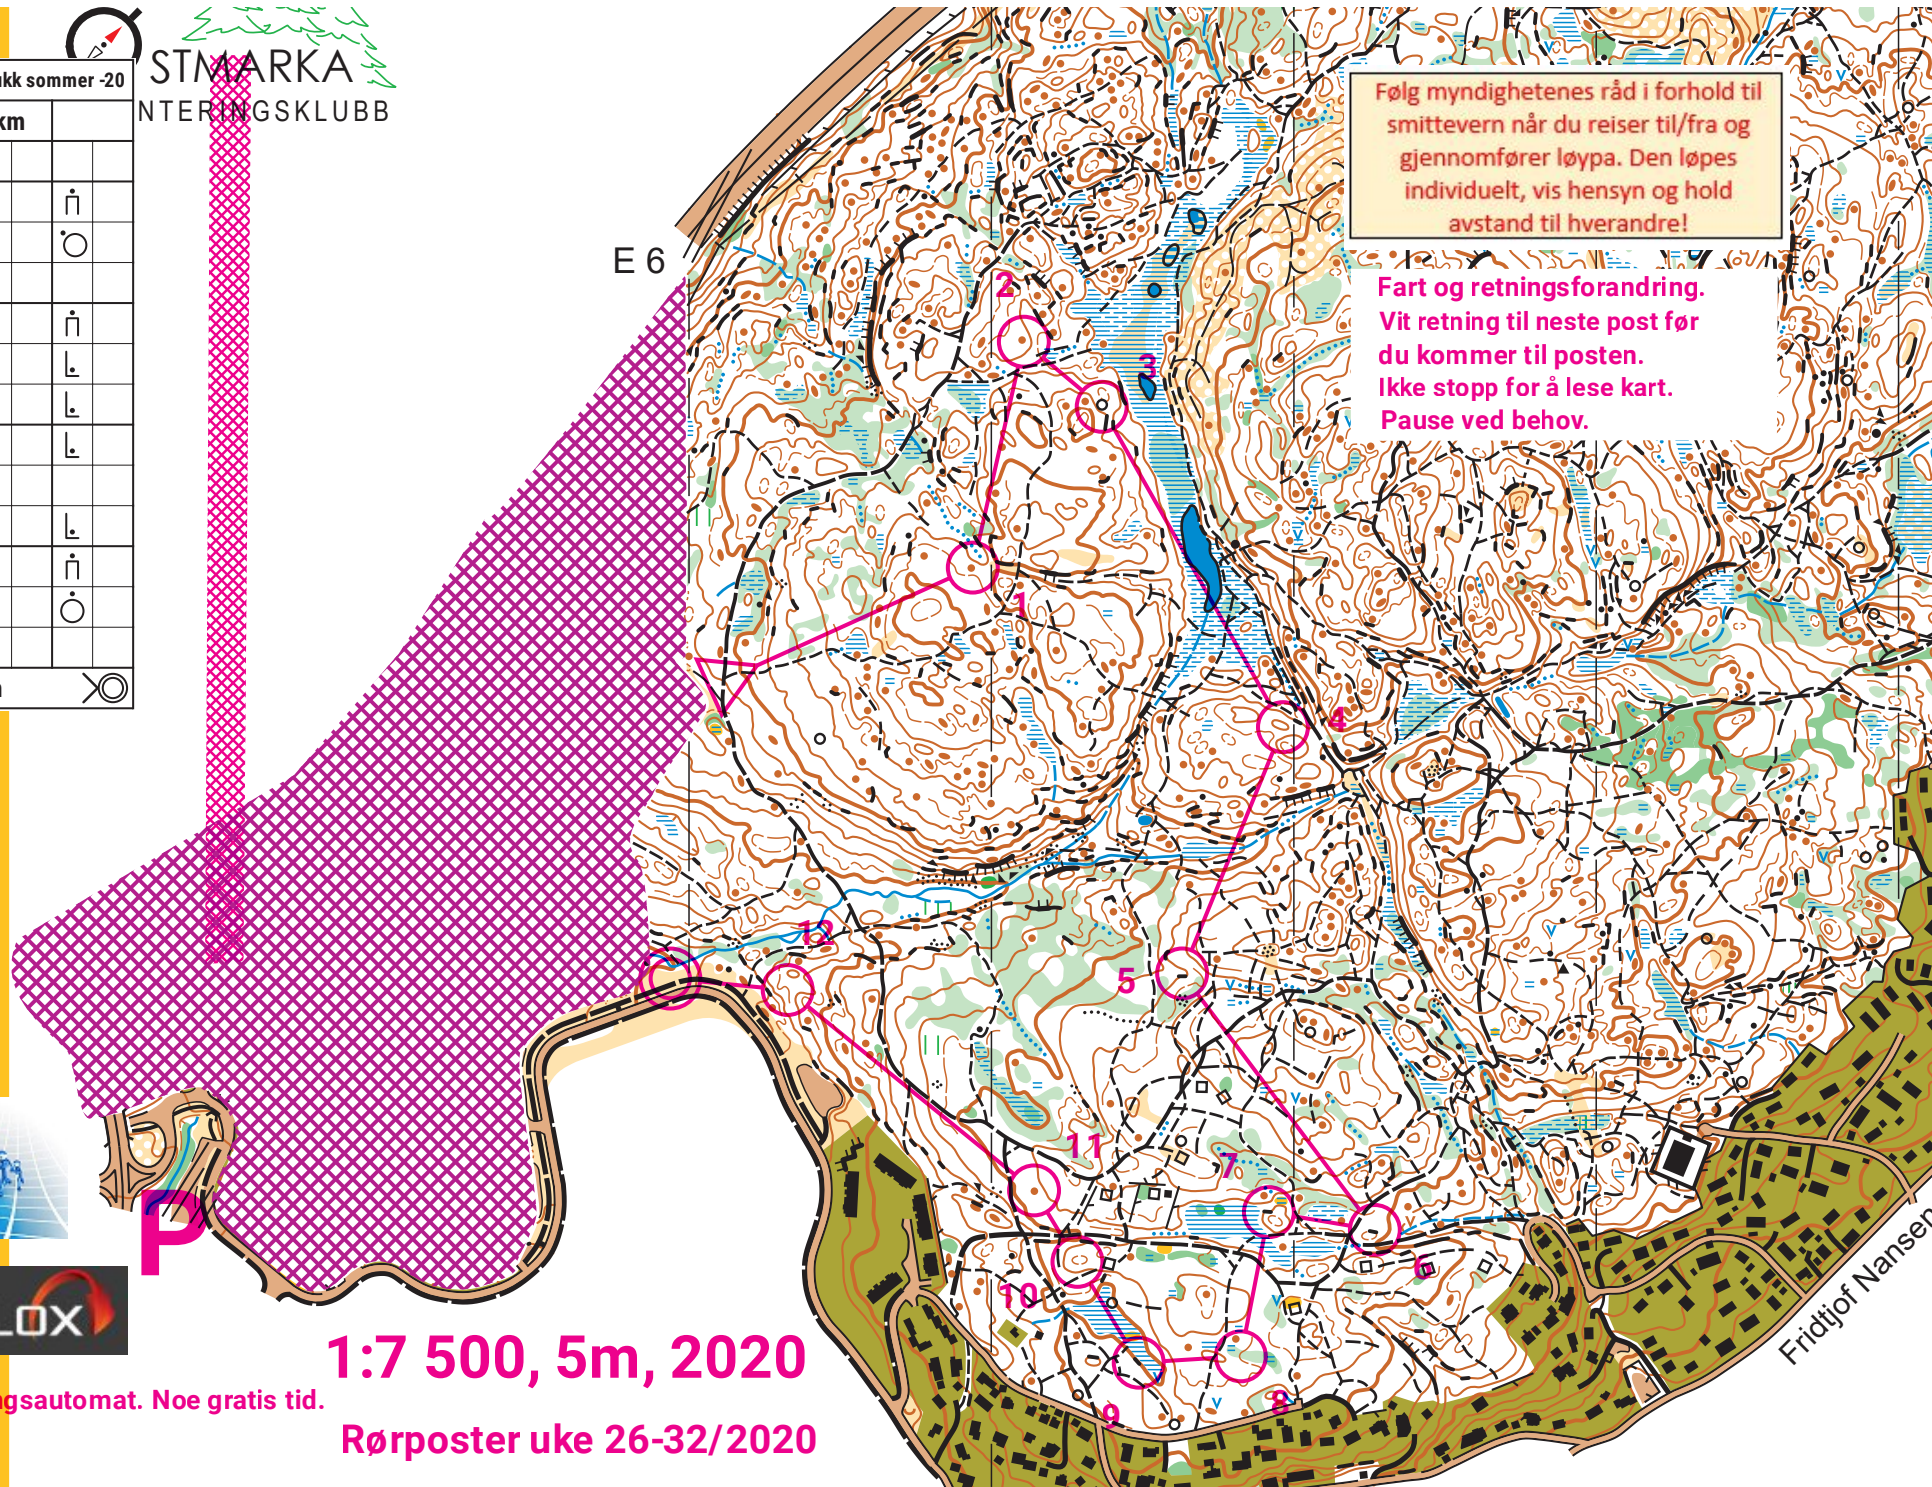 STMARKA
NTERINGSKLUBB
ukk sommer -20
km
E 6
Følg myndighetenes råd i forhold til
smittevern når du reiser til/fra og
gjennomfører løypa. Den løpes
individuelt, vis hensyn og hold
avstand til hverandre!
Fart og retningsforandring.
Vit retning til neste post før
du kommer til posten.
Ikke stopp for å lese kart.
Pause ved behov.
2
3
1
4
12
5
11
7
6
10
9
8
P
LOX
1:7 500, 5m, 2020
ngsautomat. Noe gratis tid.
Rørposter uke 26-32/2020
Fridtjof Nansen